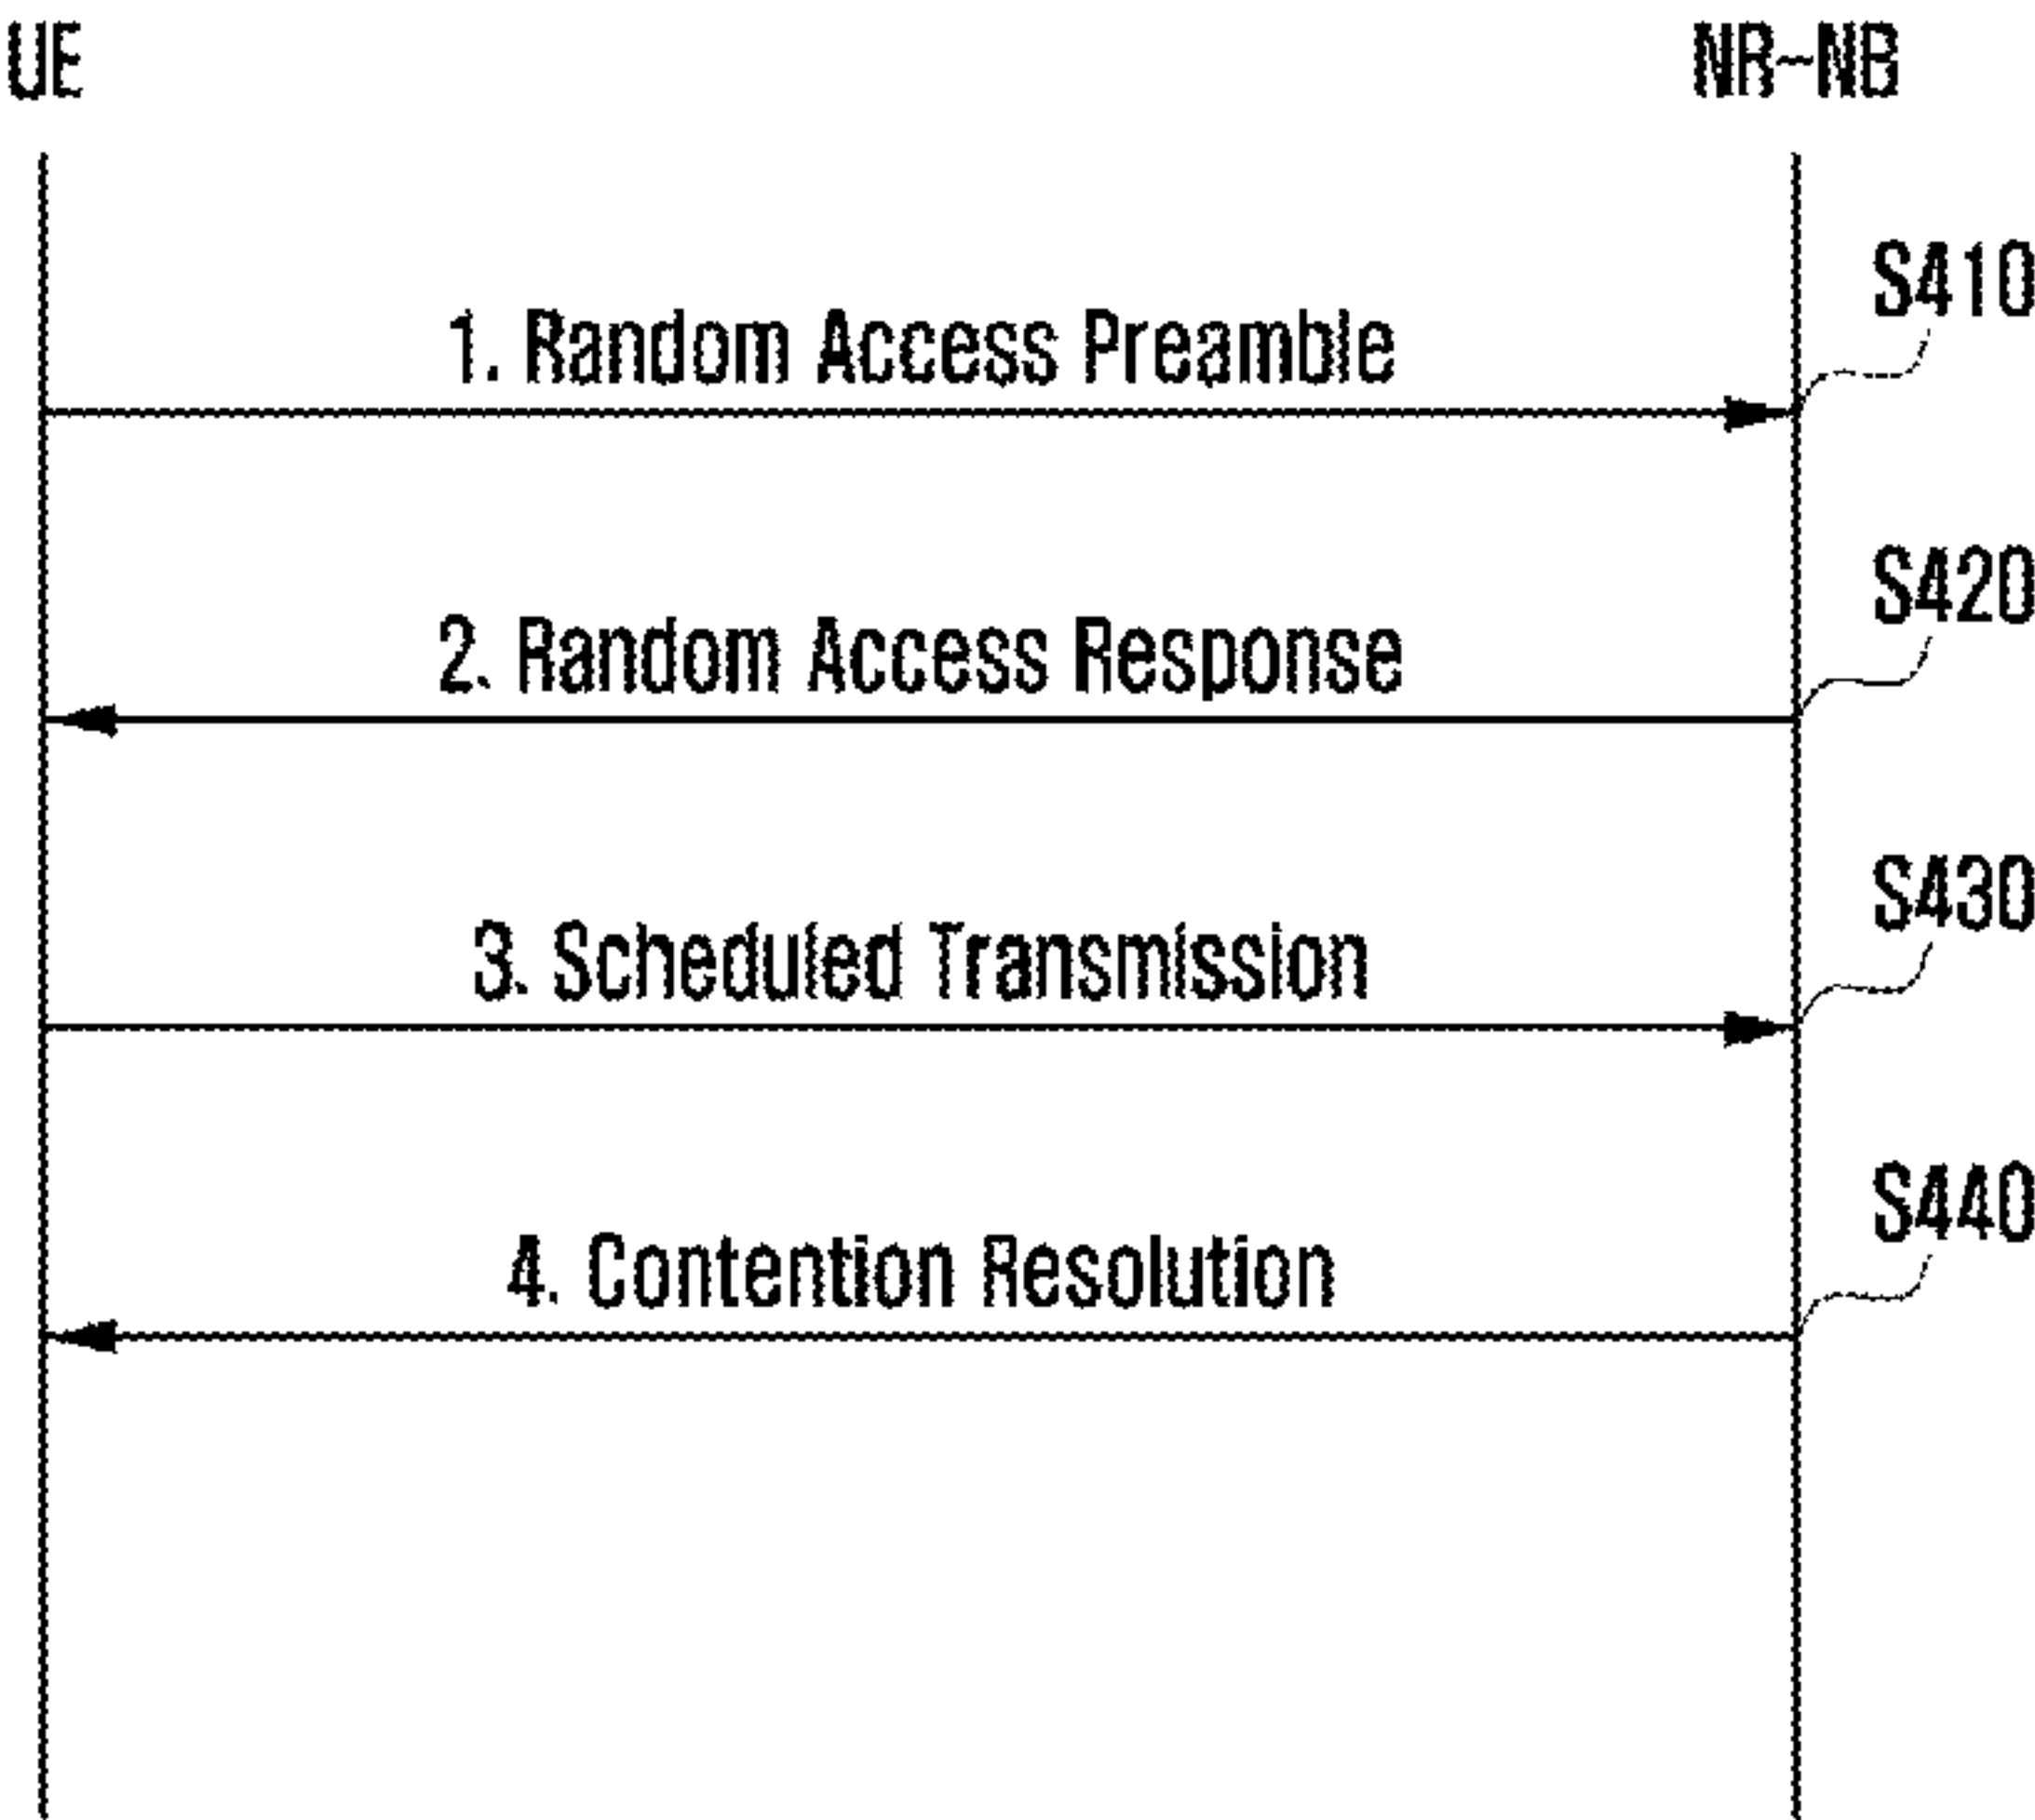 UE NR-NB
S410
1. Random Access Preamble
S420
2. Random Access Response
S430
3. Scheduled Transmission
S440
4. Contention Resolution